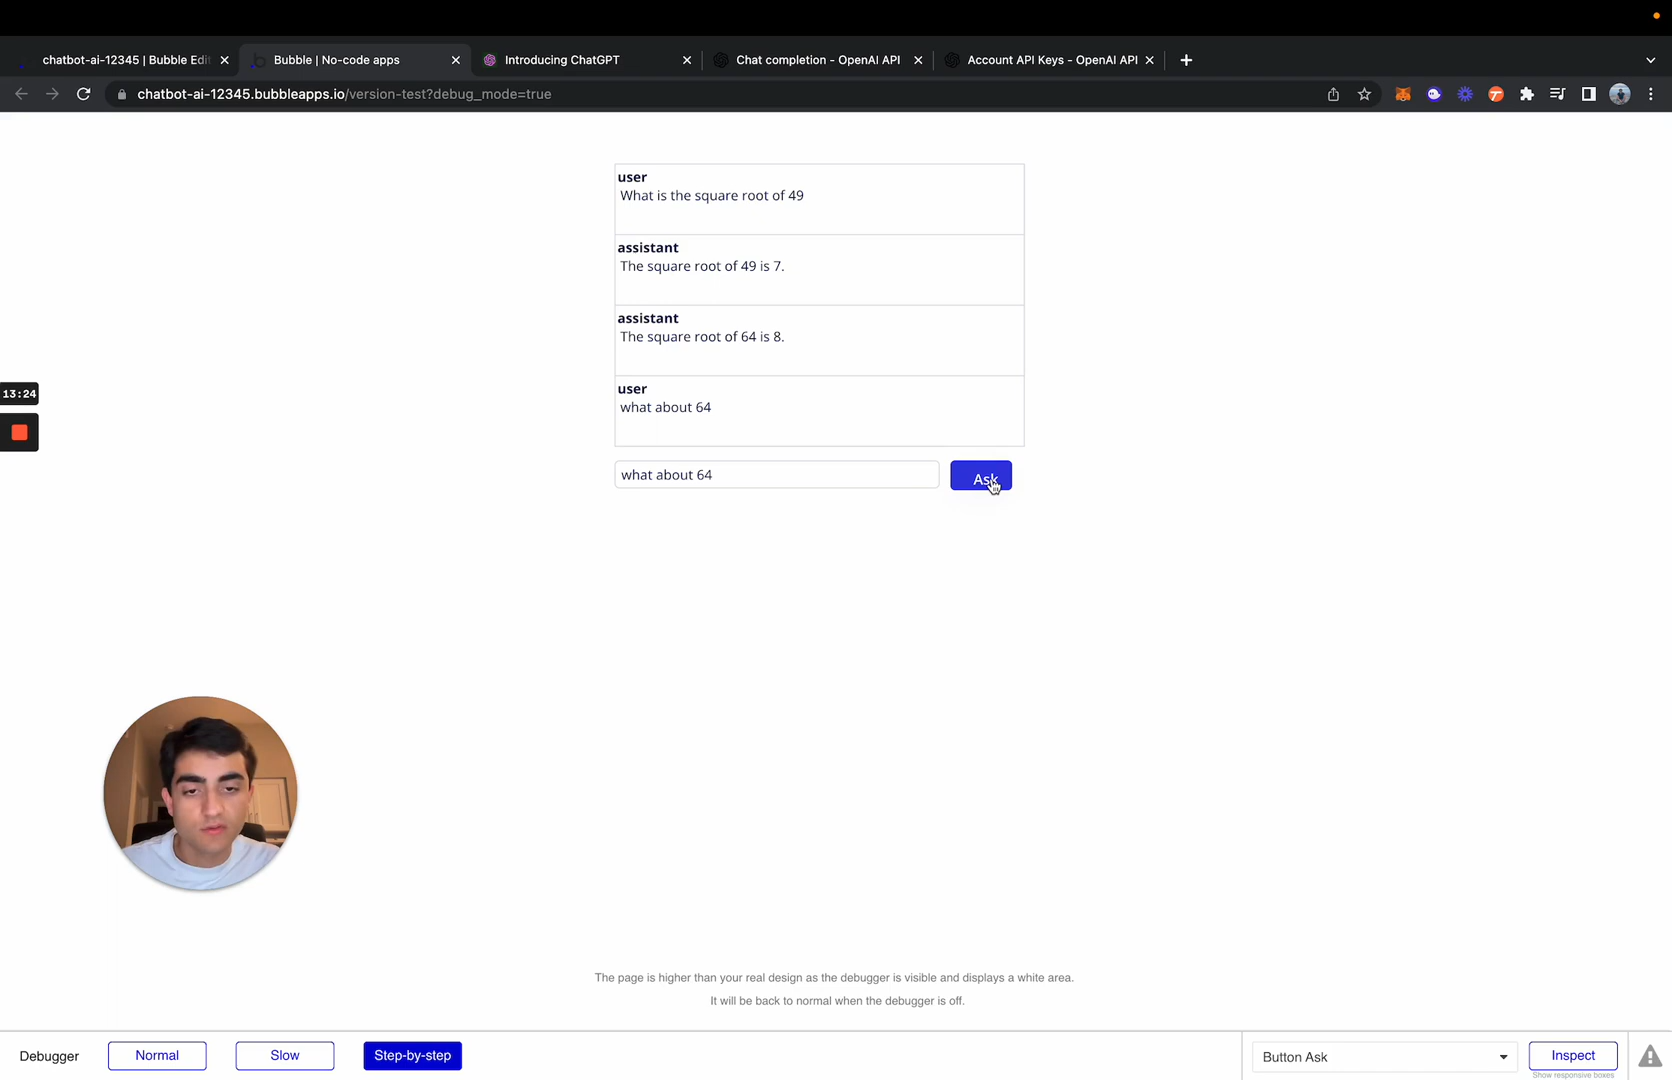 chatbot-ai-12345 | Bubble Edit
Bubble | No-code apps
Introducing ChatGPT
Chat completion - OpenAI API
Account API Keys - OpenAI API
chatbot-ai-12345.bubbleapps.io/version-test?debug_mode=true
user
What is the square root of 49
assistant
The square root of 49 is 7.
assistant
The square root of 64 is 8.
user
what about 64
what about 64
Ask
13:24
The page is higher than your real design as the debugger is visible and displays a white area.
It will be back to normal when the debugger is off.
Debugger
Normal
Slow
Step-by-step
Button Ask
Inspect
Show responsive boxes